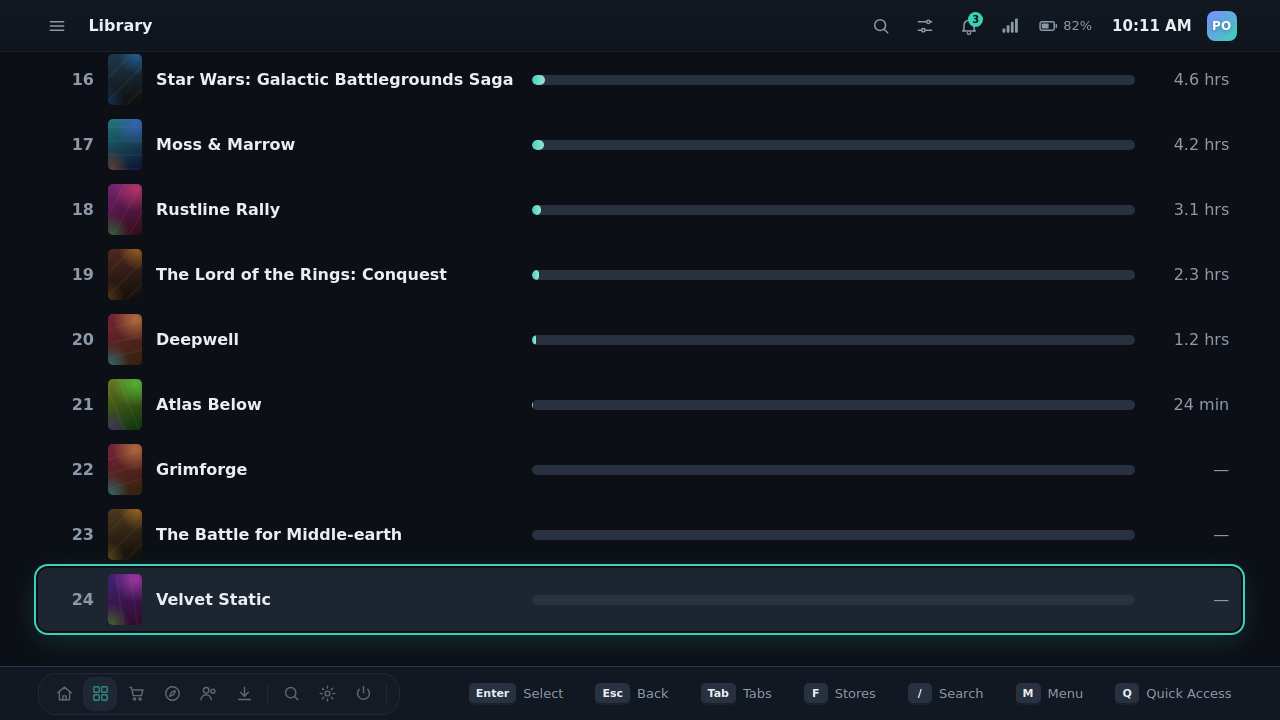 Library
3
82%
10:11 AM
PO
16 Star Wars: Galactic Battlegrounds Saga 4.6 hrs
17 Moss & Marrow 4.2 hrs
18 Rustline Rally 3.1 hrs
19 The Lord of the Rings: Conquest 2.3 hrs
20 Deepwell 1.2 hrs
21 Atlas Below 24 min
22 Grimforge —
23 The Battle for Middle-earth —
24 Velvet Static —
Enter Select Esc Back Tab Tabs F Stores / Search M Menu Q Quick Access